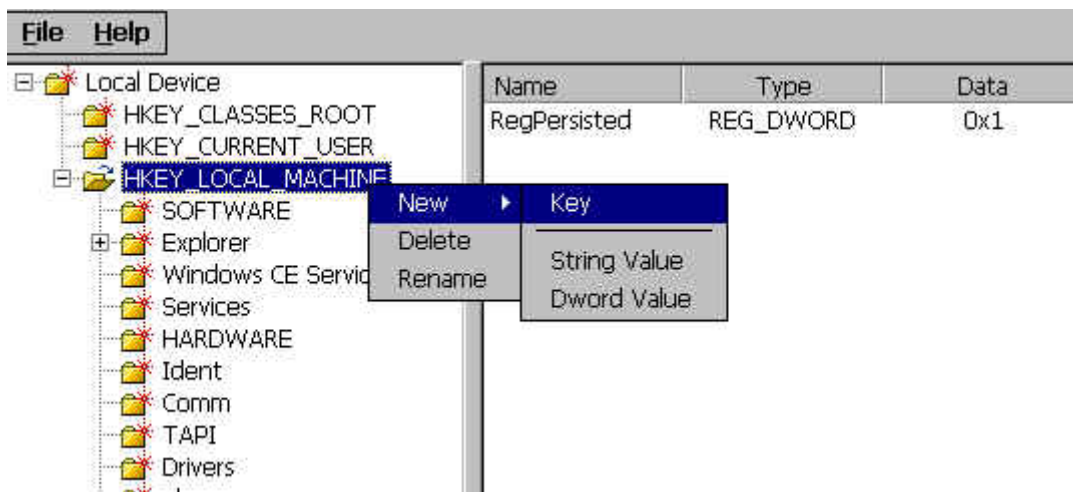 File Help
Local Device
HKEY_CLASSES_ROOT
HKEY_CURRENT_USER
HKEY_LOCAL_MACHINE
SOFTWARE
Explorer
Windows CE Servic
Services
HARDWARE
Ident
Comm
TAPI
Drivers
New
Delete
Rename
Key
String Value
Dword Value
Name Type Data
RegPersisted REG_DWORD 0x1